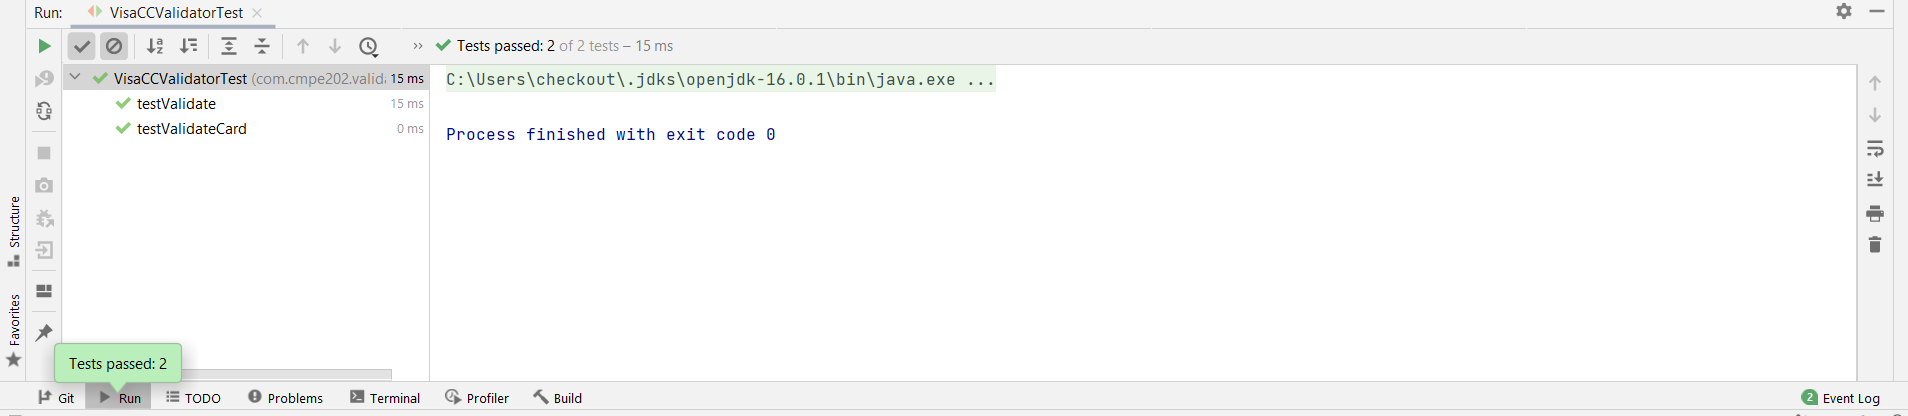 Run: VisaCCValidatorTest
Tests passed: 2 of 2 tests – 15 ms
VisaCCValidatorTest (com.cmpe202.valid 15 ms
testValidate 15 ms
testValidateCard 0 ms
C:\Users\checkout\.jdks\openjdk-16.0.1\bin\java.exe ...
Process finished with exit code 0
Structure
Favorites
Tests passed: 2
Git Run TODO Problems Terminal Profiler Build 2 Event Log